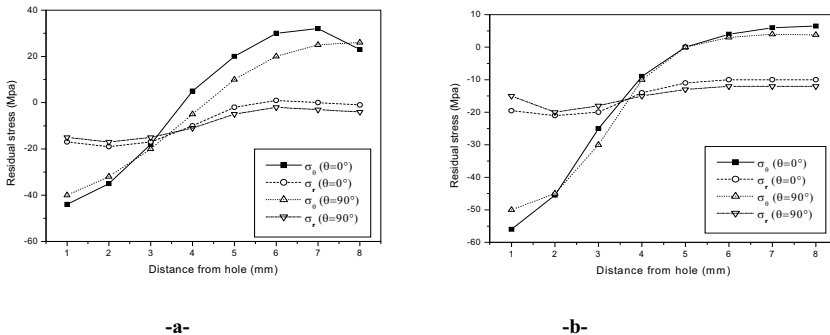 40
20
0
-20
-40
-60
Residual stress (Mpa)
1 2 3 4 5 6 7 8
Distance from hole (mm)
σθ (θ=0°)
σr (θ=0°)
σθ (θ=90°)
σr (θ=90°)
-a-
10
0
-10
-20
-30
-40
-50
-60
Residual stress (Mpa)
1 2 3 4 5 6 7 8
Distance from hole (mm)
σθ (θ=0°)
σr (θ=0°)
σθ (θ=90°)
σr (θ=90°)
-b-